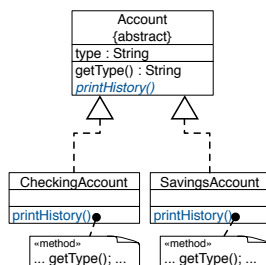 Account
{abstract}
type : String
getType() : String
printHistory()
CheckingAccount
SavingsAccount
printHistory()
printHistory()
«method»
... getType(); ...
«method»
... getType(); ...